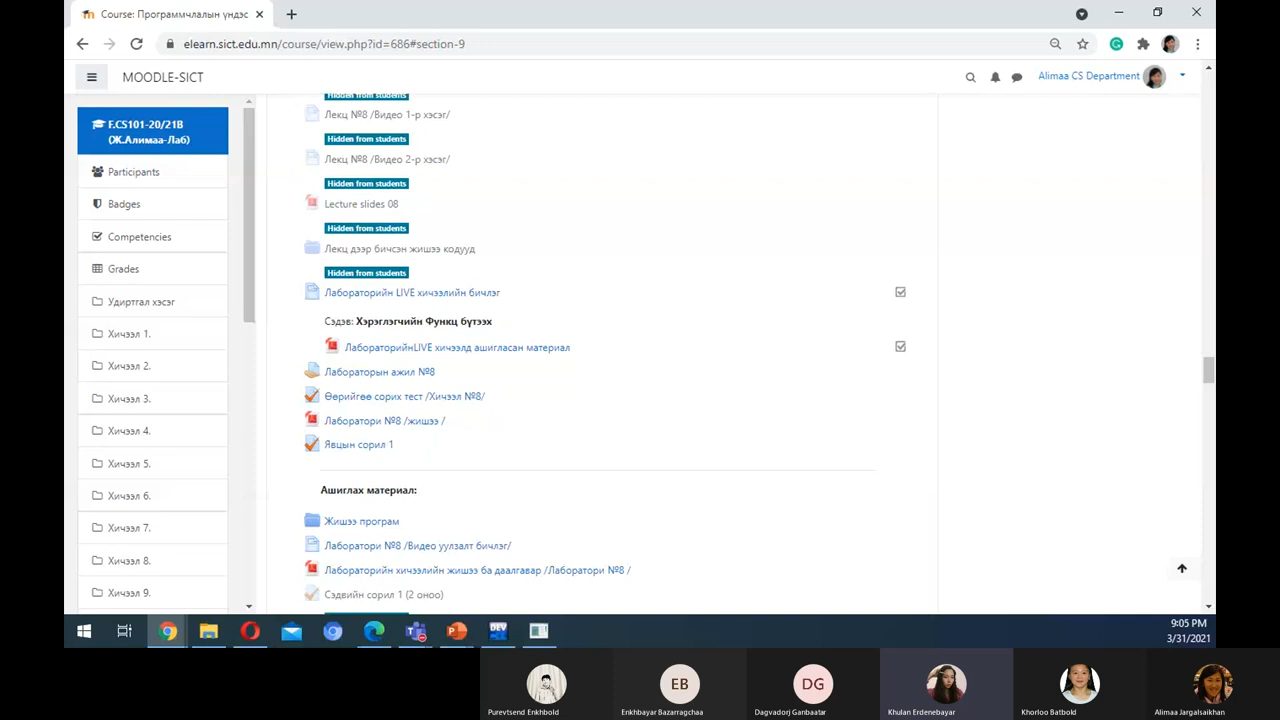 Course: Программчлалын үндэс
elearn.sict.edu.mn/course/view.php?id=686#section-9
MOODLE-SICT
Alimaa CS Department
F.CS101-20/21B
(Ж.Алимаа-Лаб)
Participants
Badges
Competencies
Grades
Удиртгал хэсэг
Хичээл 1.
Хичээл 2.
Хичээл 3.
Хичээл 4.
Хичээл 5.
Хичээл 6.
Хичээл 7.
Хичээл 8.
Хичээл 9.
Hidden from students
Лекц №8 /Видео 1-р хэсэг/
Hidden from students
Лекц №8 /Видео 2-р хэсэг/
Hidden from students
Lecture slides 08
Hidden from students
Лекц дээр бичсэн жишээ кодууд
Hidden from students
Лабораторийн LIVE хичээлийн бичлэг
Сэдэв: Хэрэглэгчийн Функц бүтээх
ЛабораторийнLIVE хичээлд ашигласан материал
Лабораторын ажил №8
Өөрийгөө сорих тест /Хичээл №8/
Лаборатори №8 /жишээ /
Явцын сорил 1
Ашиглах материал:
Жишээ програм
Лаборатори №8 /Видео уулзалт бичлэг/
Лабораторийн хичээлийн жишээ ба даалгавар /Лаборатори №8 /
Сэдвийн сорил 1 (2 оноо)
DEV
9:05 PM
3/31/2021
EB
DG
Purevtsend Enkhbold
Enkhbayar Bazarragchaa
Dagvadorj Ganbaatar
Khulan Erdenebayar
Khorloo Batbold
Alimaa Jargalsaikhan